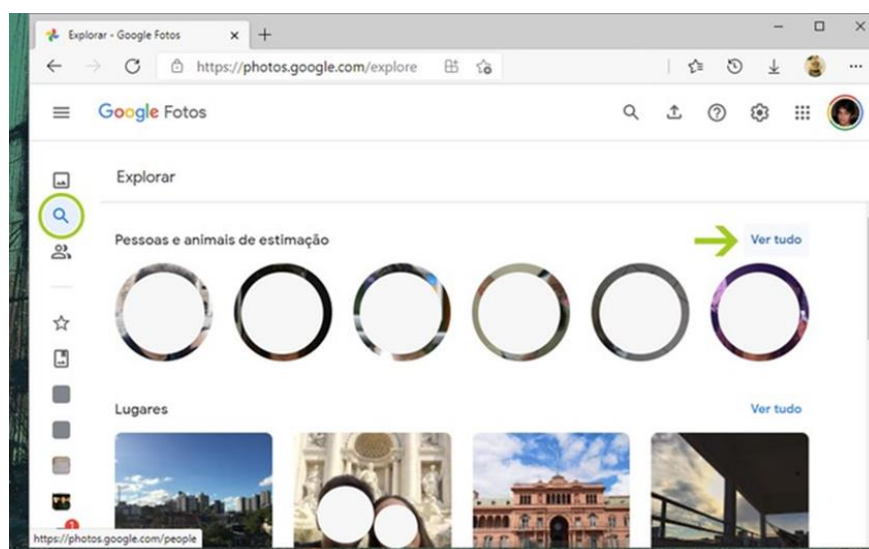 Explorar - Google Fotos
https://photos.google.com/explore
Google Fotos
Explorar
Pessoas e animais de estimação
Ver tudo
Lugares
Ver tudo
1
https://photos.google.com/people